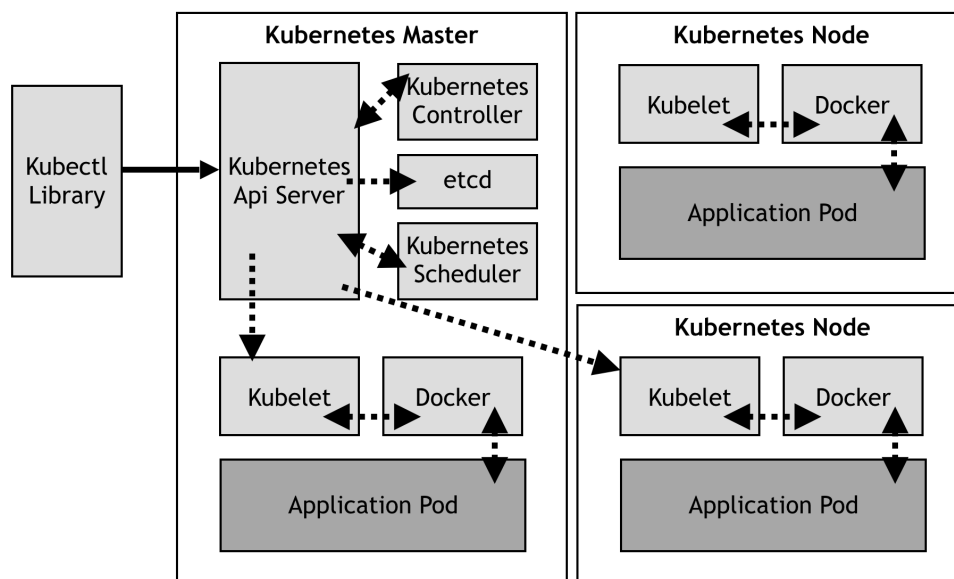 Kubernetes Master
Kubectl
Library
Kubernetes
Api Server
Kubernetes
Controller
etcd
Kubernetes
Scheduler
Kubelet
Docker
Application Pod
Kubernetes Node
Kubelet
Docker
Application Pod
Kubernetes Node
Kubelet
Docker
Application Pod